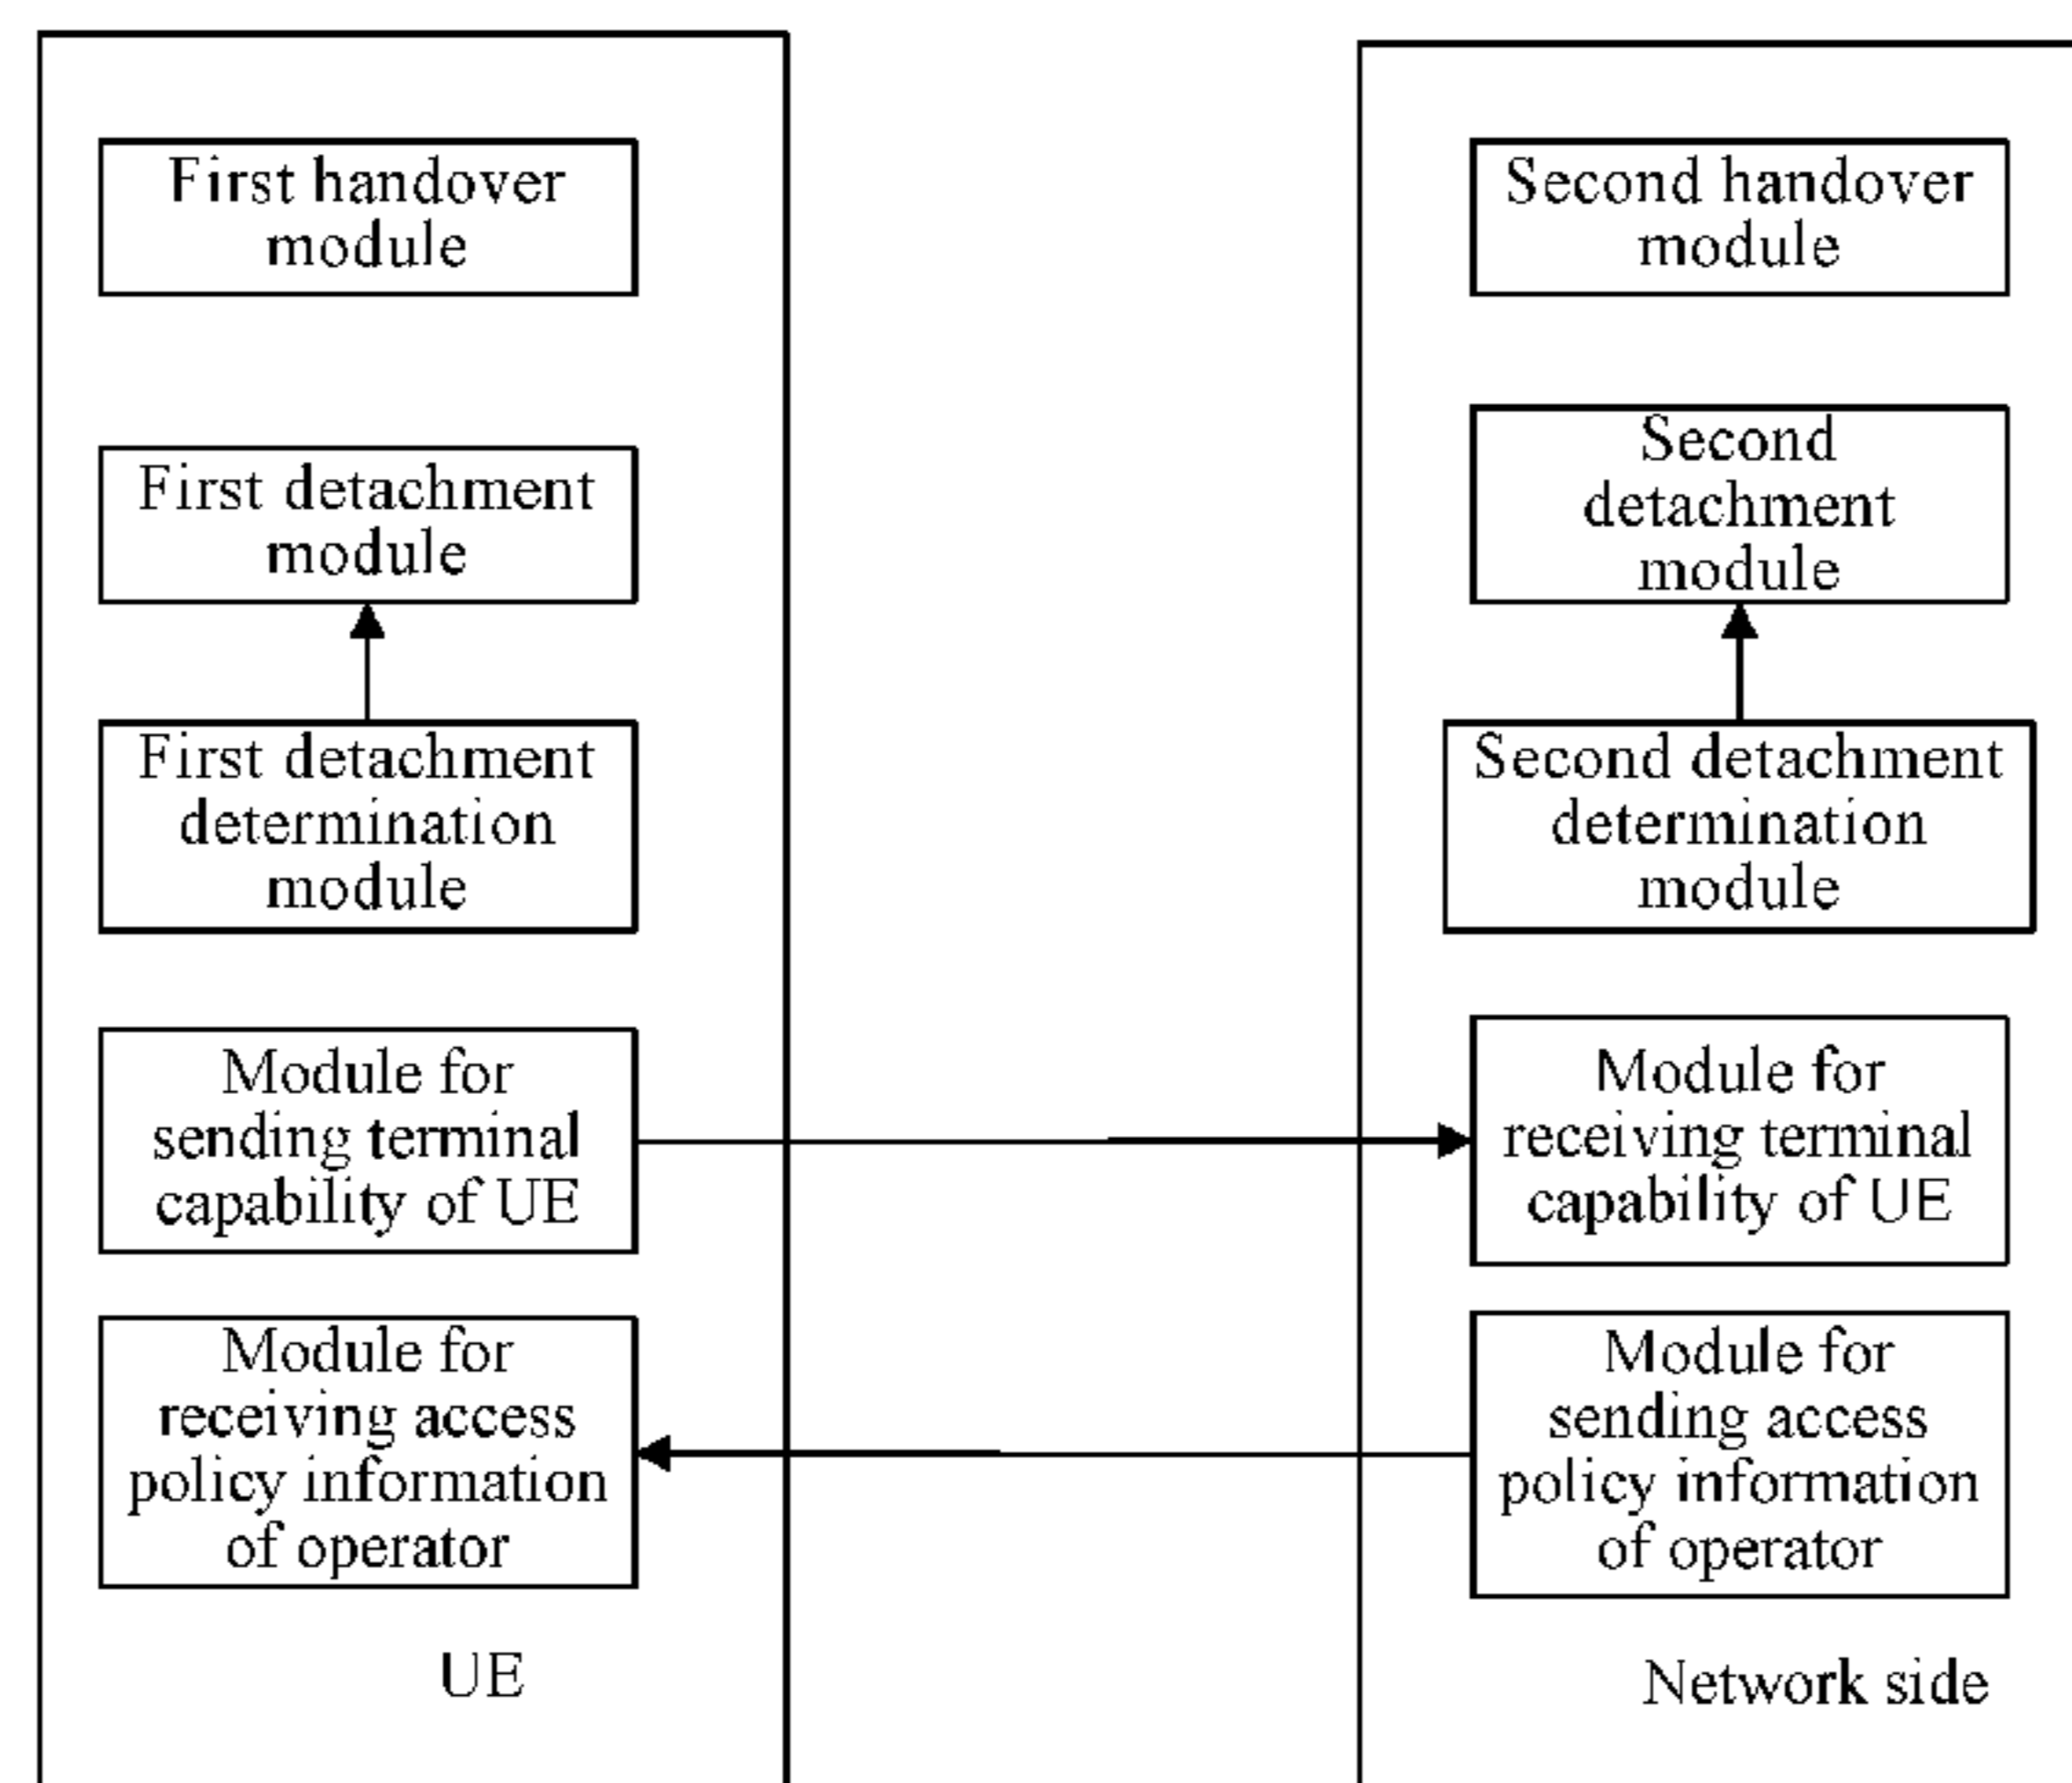 First handover
module
First detachment
module
First detachment
determination
module
Module for
sending terminal
capability of UE
Module for
receiving access
policy information
of operator
UE
Second handover
module
Second
detachment
module
Second detachment
determination
module
Module for
receiving terminal
capability of UE
Module for
sending access
policy information
of operator
Network side